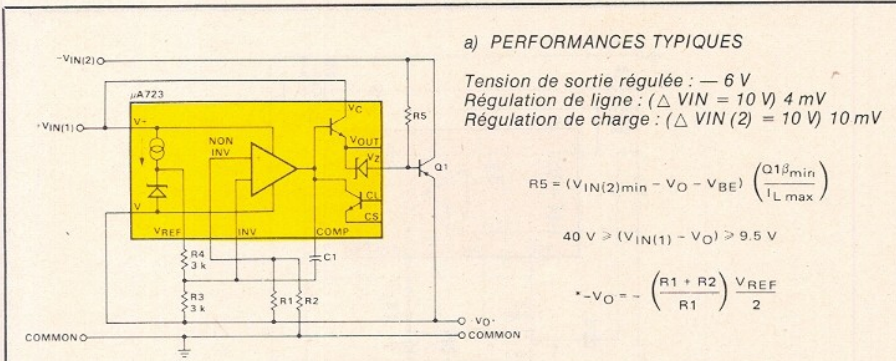 a) PERFORMANCES TYPIQUES
Tension de sortie régulée : — 6 V
Régulation de ligne : (△ VIN = 10 V) 4 mV
Régulation de charge : (△ VIN (2) = 10 V) 10 mV
R5 = (VIN(2)min − VO − VBE) (Q1βmin / IL max)
40 V ⩾ (VIN(1) − VO) ⩾ 9.5 V
*-VO = - (R1 + R2 / R1) VREF / 2
-VIN(2)
μA723
+VIN(1)
V+
NON
INV
VC
VOUT
VZ
R5
Q1
CL
CS
V
VREF
INV
COMP
R4
3 k
C1
R3
3 k
R1
R2
-VO*
COMMON
COMMON